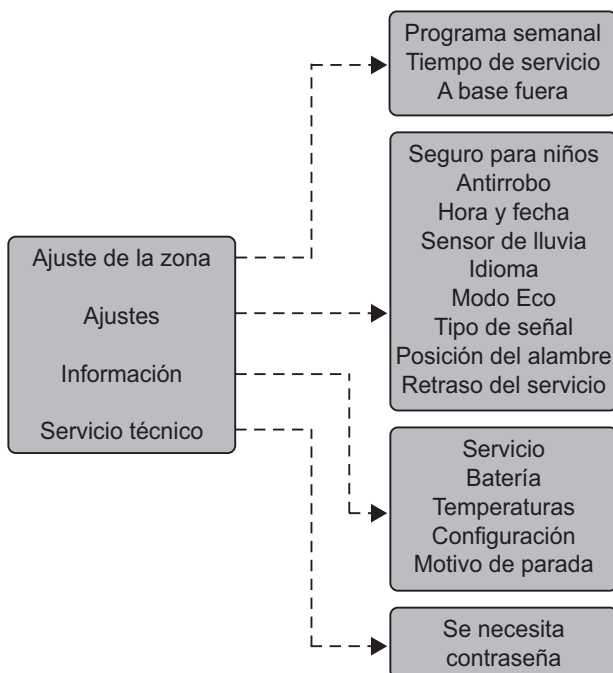 Ajuste de la zona
Ajustes
Información
Servicio técnico
Programa semanal
Tiempo de servicio
A base fuera
Seguro para niños
Antirrobo
Hora y fecha
Sensor de lluvia
Idioma
Modo Eco
Tipo de señal
Posición del alambre
Retraso del servicio
Servicio
Batería
Temperaturas
Configuración
Motivo de parada
Se necesita
contraseña